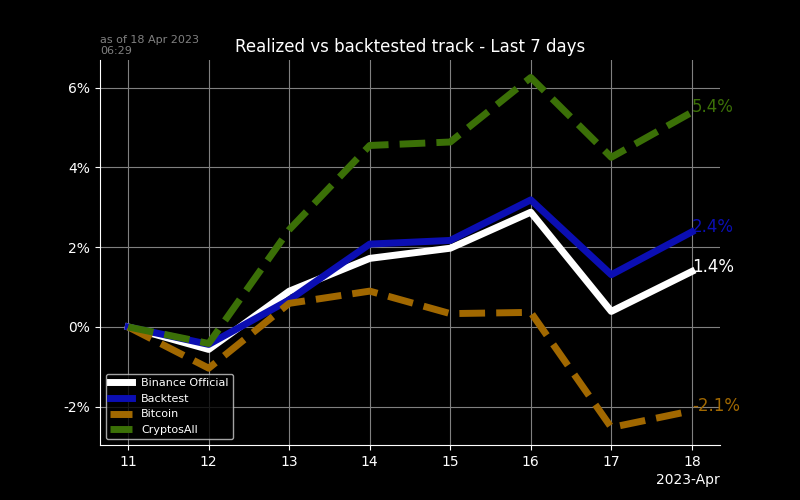 as of 18 Apr 2023
06:29
Realized vs backtested track - Last 7 days
6%
4%
2%
0%
-2%
5.4%
2.4%
1.4%
-2.1%
Binance Official
Backtest
Bitcoin
CryptosAll
11 12 13 14 15 16 17 18
2023-Apr